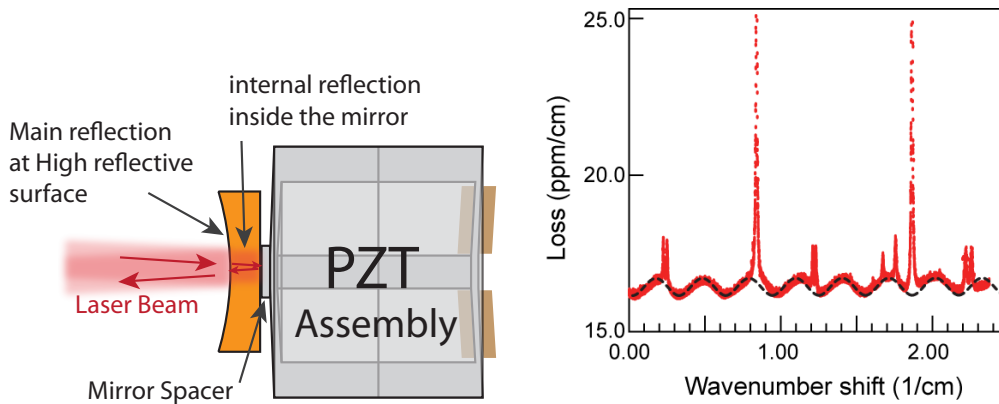 internal reflection
inside the mirror
Main reflection
at High reflective
surface
Laser Beam
PZT
Assembly
Mirror Spacer
25.0
20.0
15.0
Loss (ppm/cm)
0.00
1.00
2.00
Wavenumber shift (1/cm)